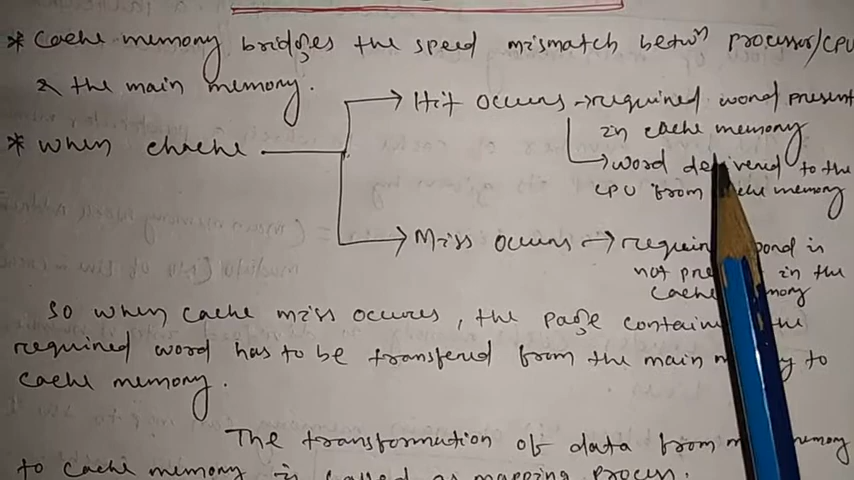 * Cache memory bridges the speed mismatch betwn processor/CPU
& the main memory.
→ Hit occurs → required word present
in cache memory
* When chache
→ word delivered to the
CPU from cache memory
→ Miss occurs → required word is
not present in the
Cache memory
So when cache miss occures, the page containing the
required word has to be transfered from the main memory to
cache memory.
The transformation of data from main memory
to cache memory is called as mapping process.